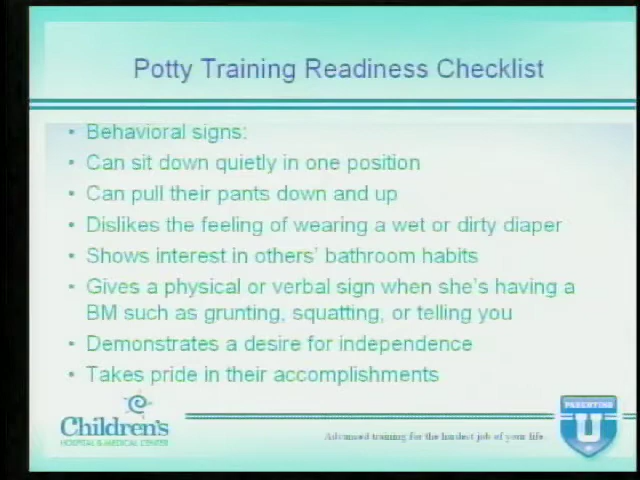 Potty Training Readiness Checklist
• Behavioral signs:
• Can sit down quietly in one position
• Can pull their pants down and up
• Dislikes the feeling of wearing a wet or dirty diaper
• Shows interest in others' bathroom habits
• Gives a physical or verbal sign when she's having a
BM such as grunting, squatting, or telling you
• Demonstrates a desire for independence
• Takes pride in their accomplishments
Children's
HOSPITAL & MEDICAL CENTER
Advanced training for the hardest job of your life.
PARENTING
U